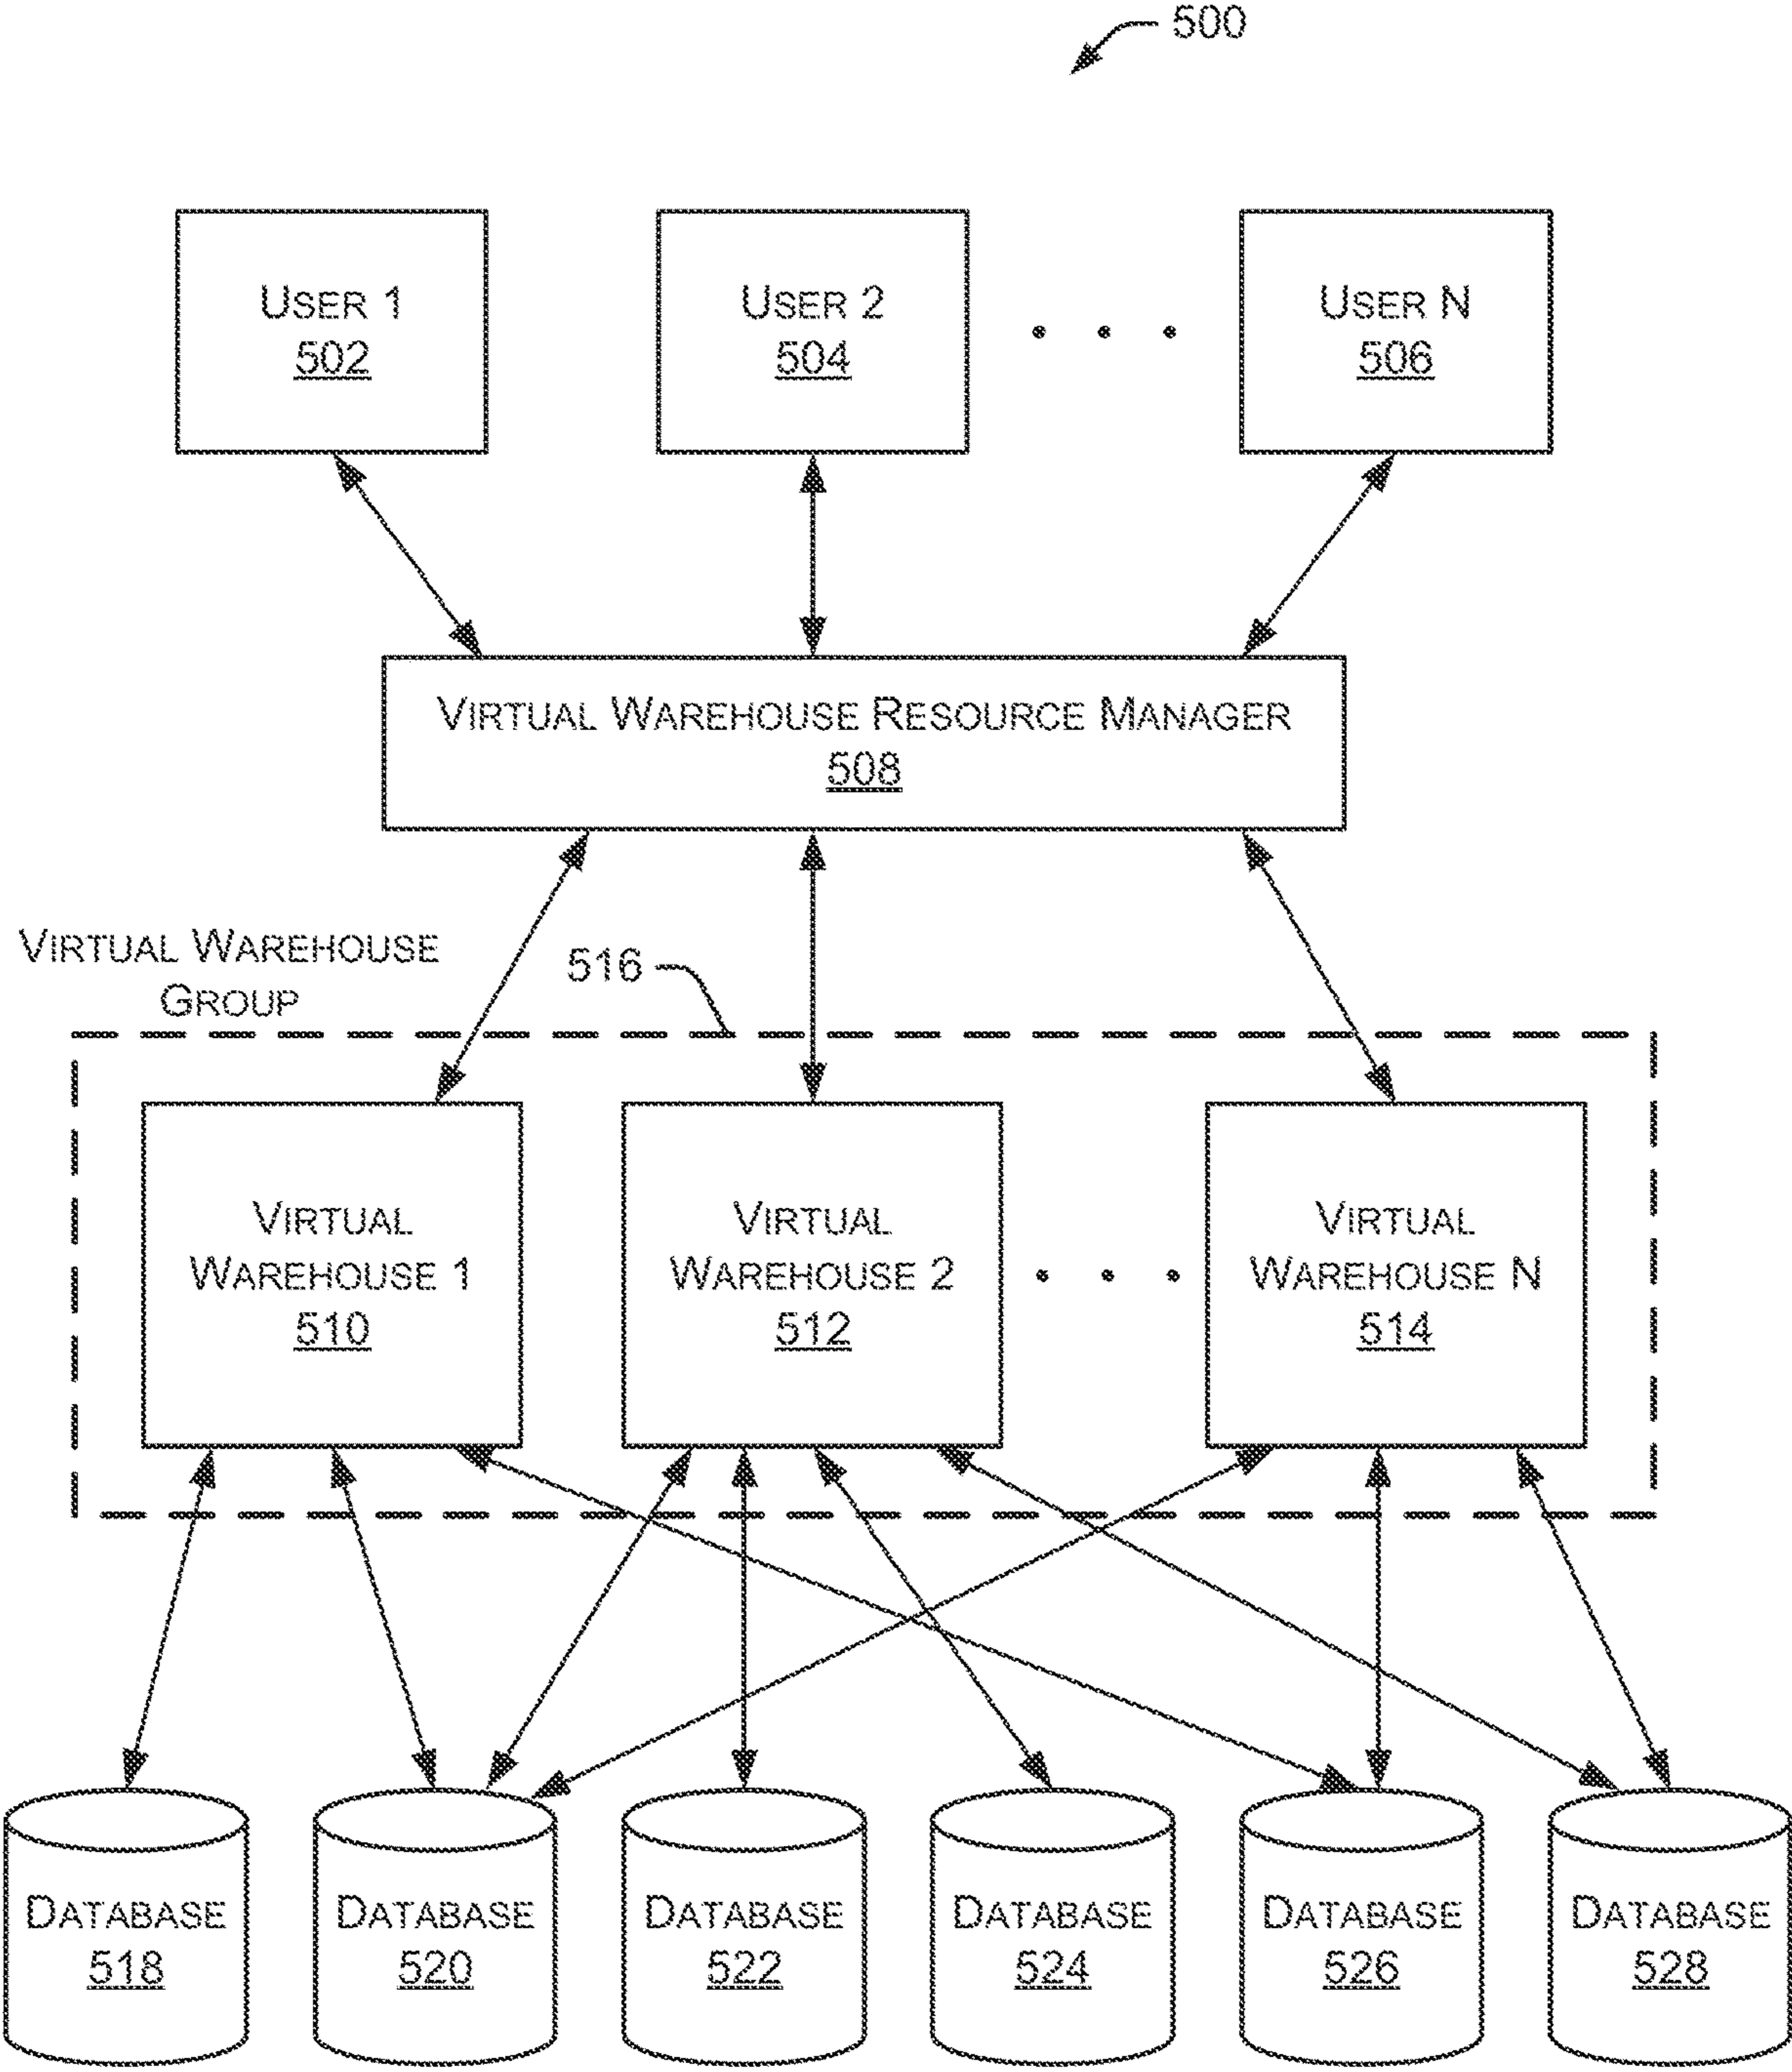 500
USER 1
502
USER 2
504
USER N
506
VIRTUAL WAREHOUSE RESOURCE MANAGER
508
VIRTUAL WAREHOUSE
GROUP
516
VIRTUAL
WAREHOUSE 1
510
VIRTUAL
WAREHOUSE 2
512
VIRTUAL
WAREHOUSE N
514
DATABASE
518
DATABASE
520
DATABASE
522
DATABASE
524
DATABASE
526
DATABASE
528